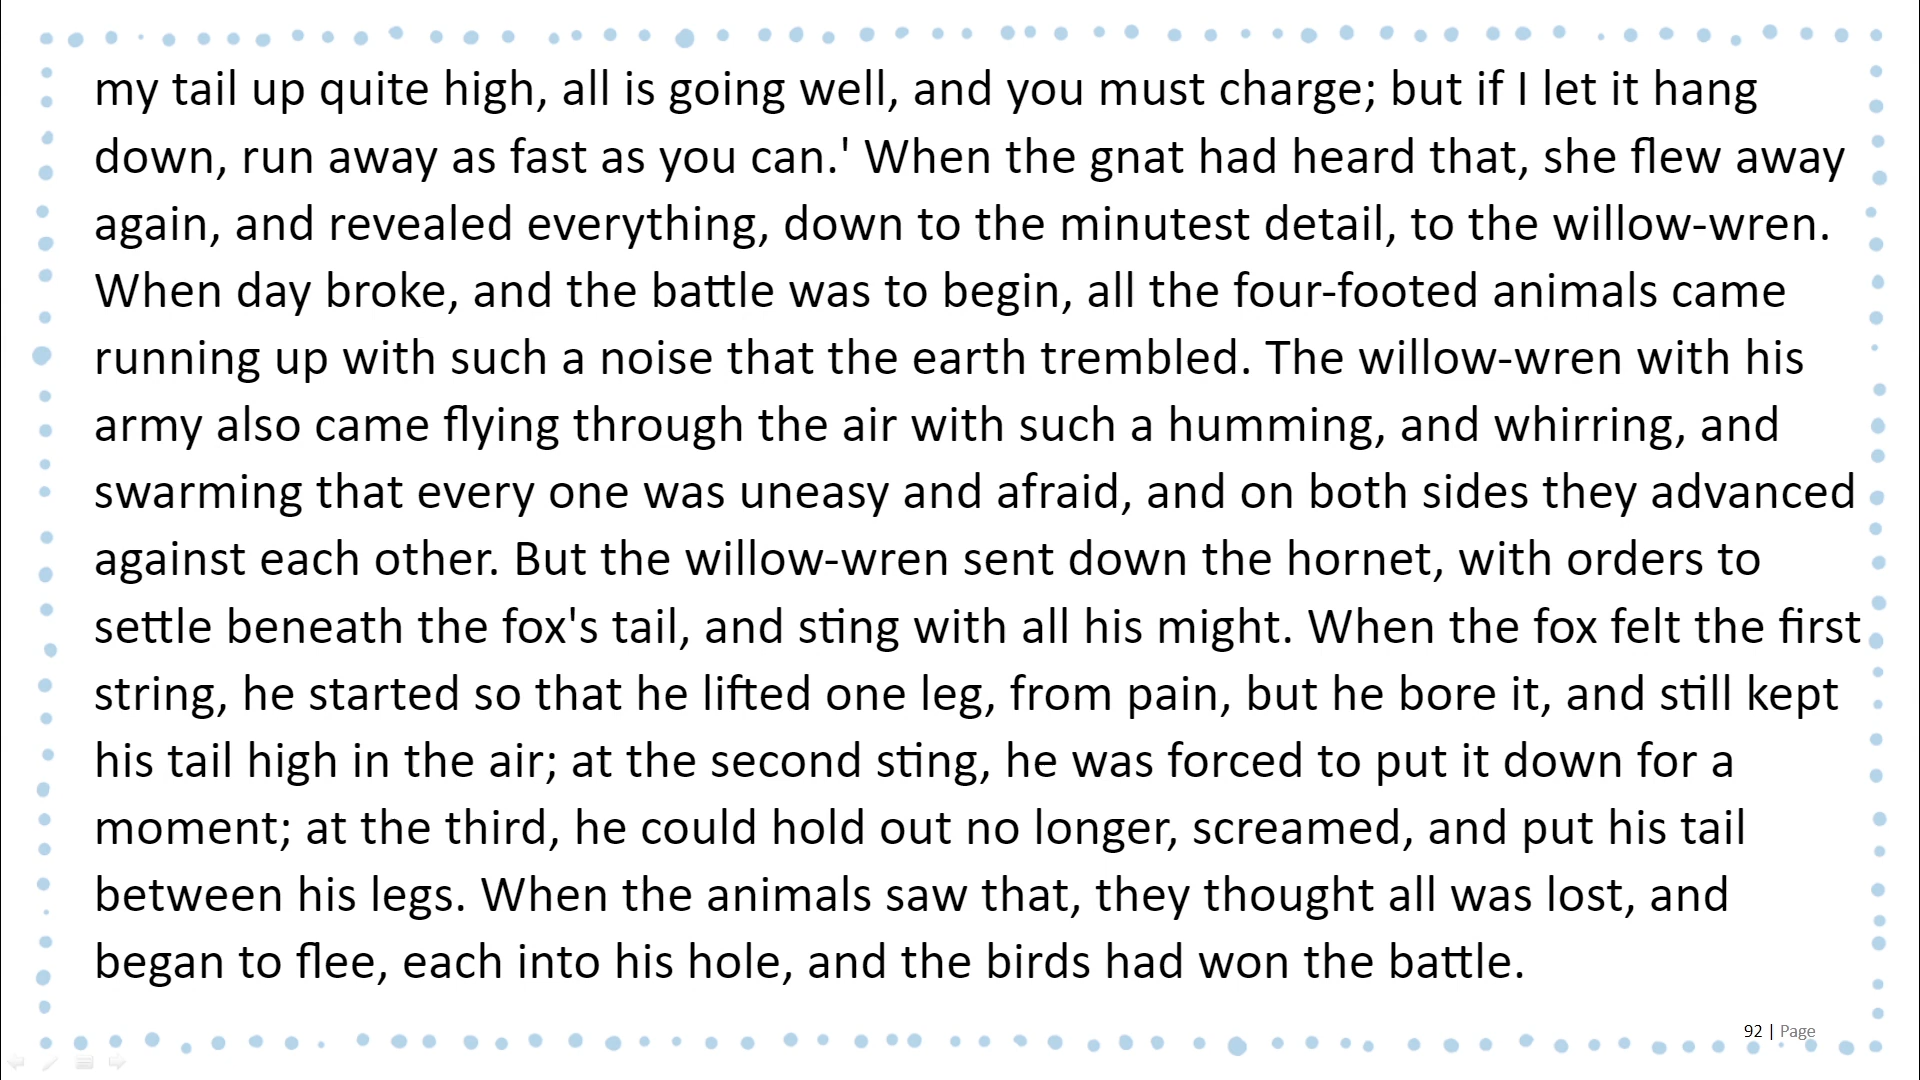 my tail up quite high, all is going well, and you must charge; but if I let it hang
down, run away as fast as you can.' When the gnat had heard that, she flew away
again, and revealed everything, down to the minutest detail, to the willow-wren.
When day broke, and the battle was to begin, all the four-footed animals came
running up with such a noise that the earth trembled. The willow-wren with his
army also came flying through the air with such a humming, and whirring, and
swarming that every one was uneasy and afraid, and on both sides they advanced
against each other. But the willow-wren sent down the hornet, with orders to
settle beneath the fox's tail, and sting with all his might. When the fox felt the first
string, he started so that he lifted one leg, from pain, but he bore it, and still kept
his tail high in the air; at the second sting, he was forced to put it down for a
moment; at the third, he could hold out no longer, screamed, and put his tail
between his legs. When the animals saw that, they thought all was lost, and
began to flee, each into his hole, and the birds had won the battle.
92 | Page